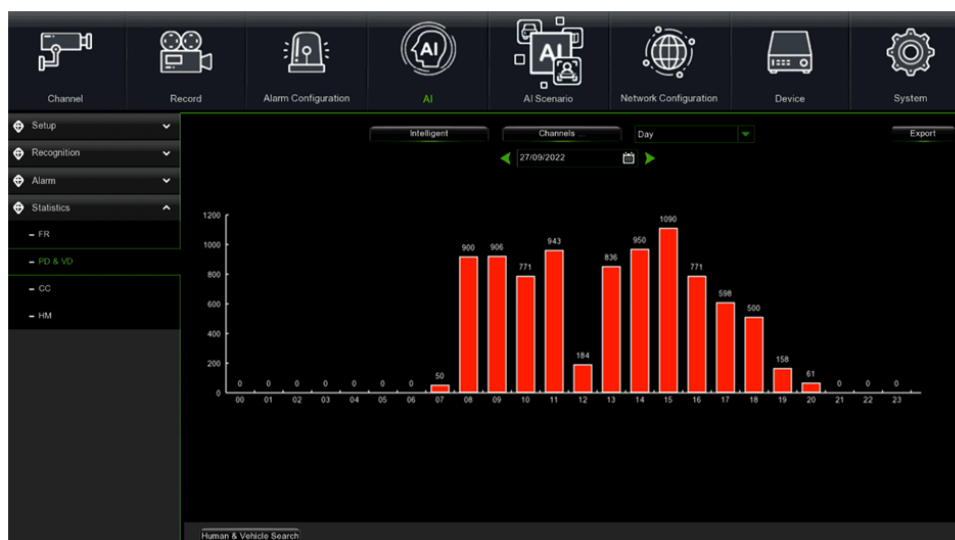 AI
AI
Channel Record Alarm Configuration AI AI Scenario Network Configuration Device System
Setup
Intelligent Channels ... Day Export
Recognition
27/09/2022
Alarm
Statistics
FR
PD & VD
CC
HM
1200
1000
800
600
400
200
0
0 0 0 0 0 0 0 50 900 906 771 943 184 836 950 1090 771 598 500 158 61 0 0 0
00 01 02 03 04 05 06 07 08 09 10 11 12 13 14 15 16 17 18 19 20 21 22 23
Human & Vehicle Search